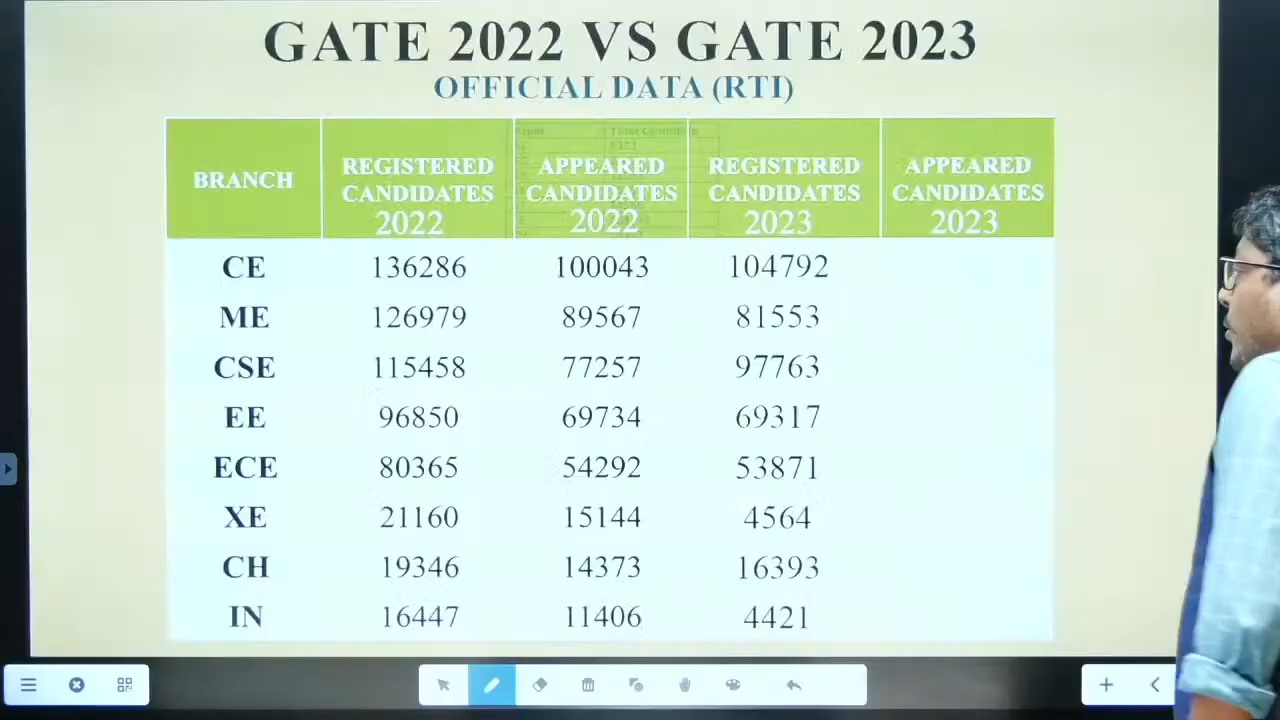 GATE 2022 VS GATE 2023
OFFICIAL DATA (RTI)
BRANCH REGISTERED CANDIDATES 2022 APPEARED CANDIDATES 2022 REGISTERED CANDIDATES 2023 APPEARED CANDIDATES 2023
CE 136286 100043 104792
ME 126979 89567 81553
CSE 115458 77257 97763
EE 96850 69734 69317
ECE 80365 54292 53871
XE 21160 15144 4564
CH 19346 14373 16393
IN 16447 11406 4421